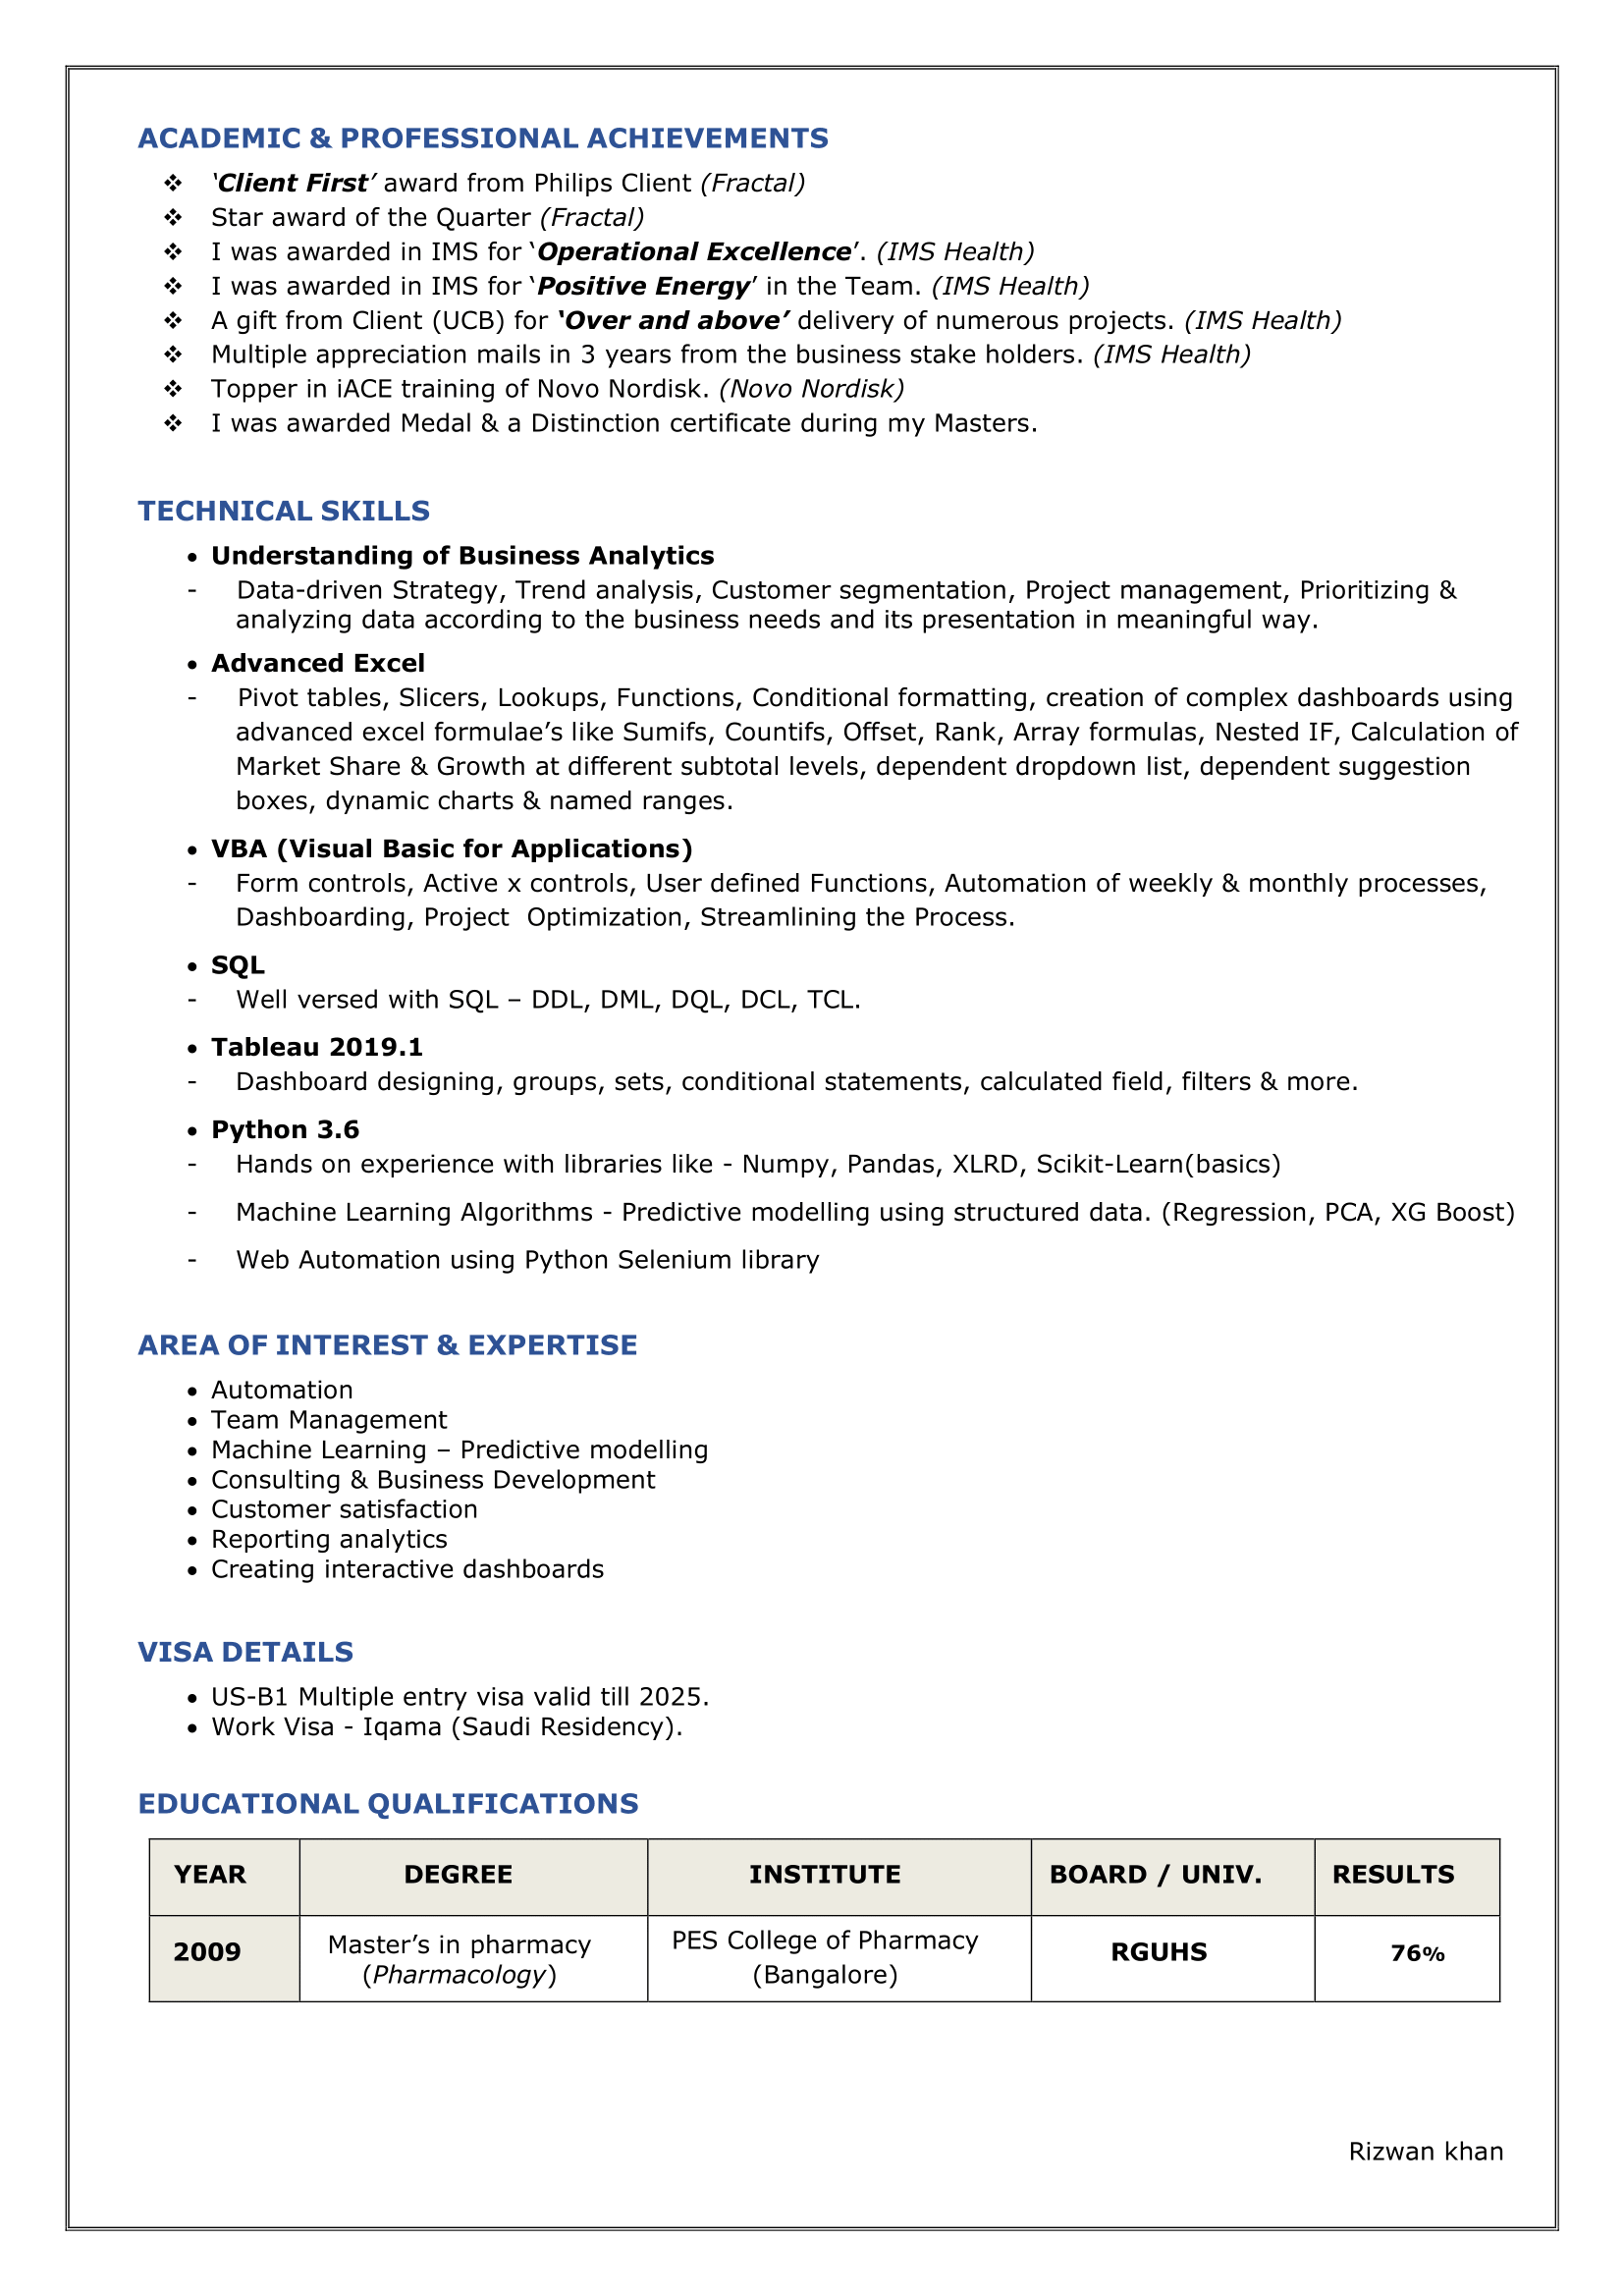 ACADEMIC & PROFESSIONAL ACHIEVEMENTS
❖ ‘Client First’ award from Philips Client (Fractal)
❖ Star award of the Quarter (Fractal)
❖ I was awarded in IMS for ‘Operational Excellence’. (IMS Health)
❖ I was awarded in IMS for ‘Positive Energy’ in the Team. (IMS Health)
❖ A gift from Client (UCB) for ‘Over and above’ delivery of numerous projects. (IMS Health)
❖ Multiple appreciation mails in 3 years from the business stake holders. (IMS Health)
❖ Topper in iACE training of Novo Nordisk. (Novo Nordisk)
❖ I was awarded Medal & a Distinction certificate during my Masters.
TECHNICAL SKILLS
• Understanding of Business Analytics
- Data-driven Strategy, Trend analysis, Customer segmentation, Project management, Prioritizing &
analyzing data according to the business needs and its presentation in meaningful way.
• Advanced Excel
- Pivot tables, Slicers, Lookups, Functions, Conditional formatting, creation of complex dashboards using
advanced excel formulae’s like Sumifs, Countifs, Offset, Rank, Array formulas, Nested IF, Calculation of
Market Share & Growth at different subtotal levels, dependent dropdown list, dependent suggestion
boxes, dynamic charts & named ranges.
• VBA (Visual Basic for Applications)
- Form controls, Active x controls, User defined Functions, Automation of weekly & monthly processes,
Dashboarding, Project Optimization, Streamlining the Process.
• SQL
- Well versed with SQL – DDL, DML, DQL, DCL, TCL.
• Tableau 2019.1
- Dashboard designing, groups, sets, conditional statements, calculated field, filters & more.
• Python 3.6
- Hands on experience with libraries like - Numpy, Pandas, XLRD, Scikit-Learn(basics)
- Machine Learning Algorithms - Predictive modelling using structured data. (Regression, PCA, XG Boost)
- Web Automation using Python Selenium library
AREA OF INTEREST & EXPERTISE
• Automation
• Team Management
• Machine Learning – Predictive modelling
• Consulting & Business Development
• Customer satisfaction
• Reporting analytics
• Creating interactive dashboards
VISA DETAILS
• US-B1 Multiple entry visa valid till 2025.
• Work Visa - Iqama (Saudi Residency).
EDUCATIONAL QUALIFICATIONS
YEAR DEGREE INSTITUTE BOARD / UNIV. RESULTS
2009 Master’s in pharmacy PES College of Pharmacy RGUHS 76%
(Pharmacology) (Bangalore)
Rizwan khan